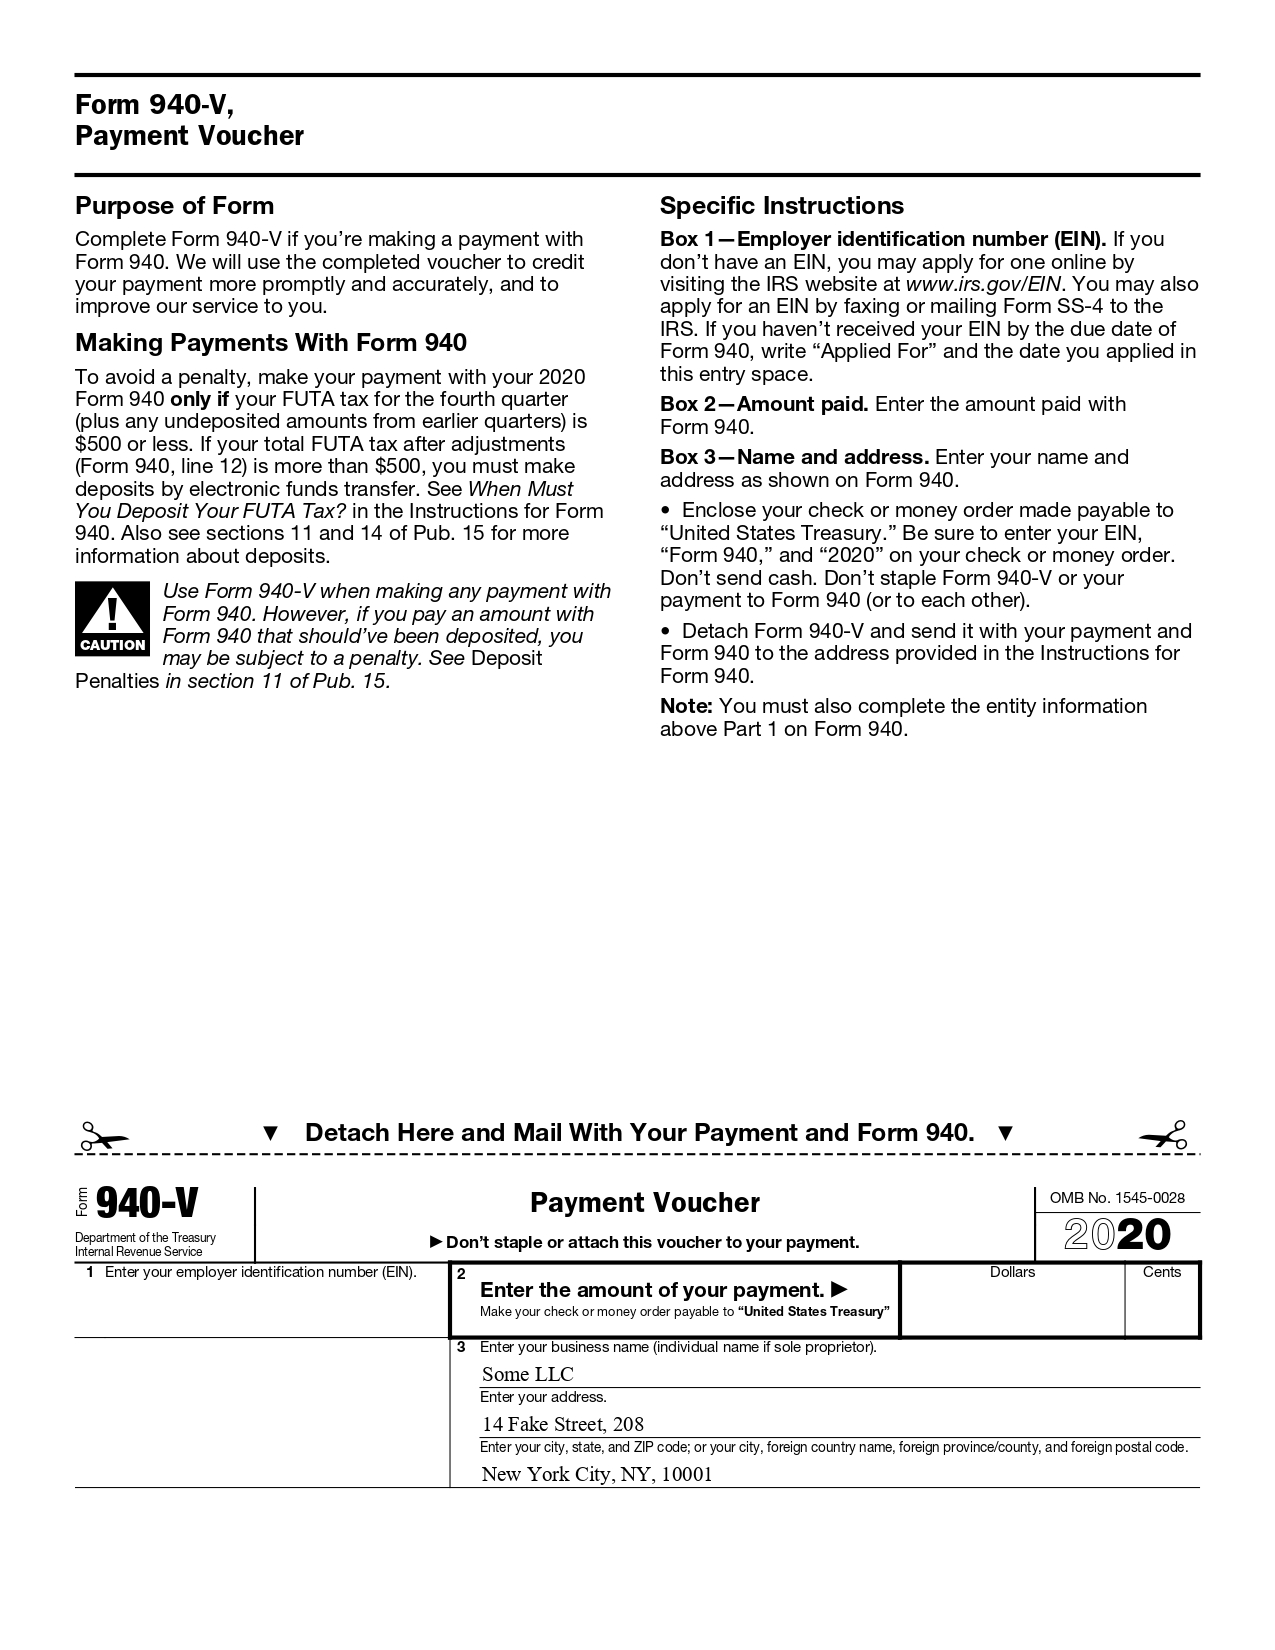 Form 940-V,
Payment Voucher
Purpose of Form
Complete Form 940-V if you’re making a payment with
Form 940. We will use the completed voucher to credit
your payment more promptly and accurately, and to
improve our service to you.
Making Payments With Form 940
To avoid a penalty, make your payment with your 2020
Form 940 only if your FUTA tax for the fourth quarter
(plus any undeposited amounts from earlier quarters) is
$500 or less. If your total FUTA tax after adjustments
(Form 940, line 12) is more than $500, you must make
deposits by electronic funds transfer. See When Must
You Deposit Your FUTA Tax? in the Instructions for Form
940. Also see sections 11 and 14 of Pub. 15 for more
information about deposits.
! CAUTION
Use Form 940-V when making any payment with
Form 940. However, if you pay an amount with
Form 940 that should’ve been deposited, you
may be subject to a penalty. See Deposit
Penalties in section 11 of Pub. 15.
Specific Instructions
Box 1—Employer identification number (EIN). If you
don’t have an EIN, you may apply for one online by
visiting the IRS website at www.irs.gov/EIN. You may also
apply for an EIN by faxing or mailing Form SS-4 to the
IRS. If you haven’t received your EIN by the due date of
Form 940, write “Applied For” and the date you applied in
this entry space.
Box 2—Amount paid. Enter the amount paid with
Form 940.
Box 3—Name and address. Enter your name and
address as shown on Form 940.
• Enclose your check or money order made payable to
“United States Treasury.” Be sure to enter your EIN,
“Form 940,” and “2020” on your check or money order.
Don’t send cash. Don’t staple Form 940-V or your
payment to Form 940 (or to each other).
• Detach Form 940-V and send it with your payment and
Form 940 to the address provided in the Instructions for
Form 940.
Note: You must also complete the entity information
above Part 1 on Form 940.
▼ Detach Here and Mail With Your Payment and Form 940. ▼
Form 940-V
Department of the Treasury
Internal Revenue Service
Payment Voucher
▶ Don’t staple or attach this voucher to your payment.
OMB No. 1545-0028
2020
1 Enter your employer identification number (EIN).
2
Enter the amount of your payment. ▶
Make your check or money order payable to “United States Treasury”
Dollars
Cents
3 Enter your business name (individual name if sole proprietor).
Some LLC
Enter your address.
14 Fake Street, 208
Enter your city, state, and ZIP code; or your city, foreign country name, foreign province/county, and foreign postal code.
New York City, NY, 10001